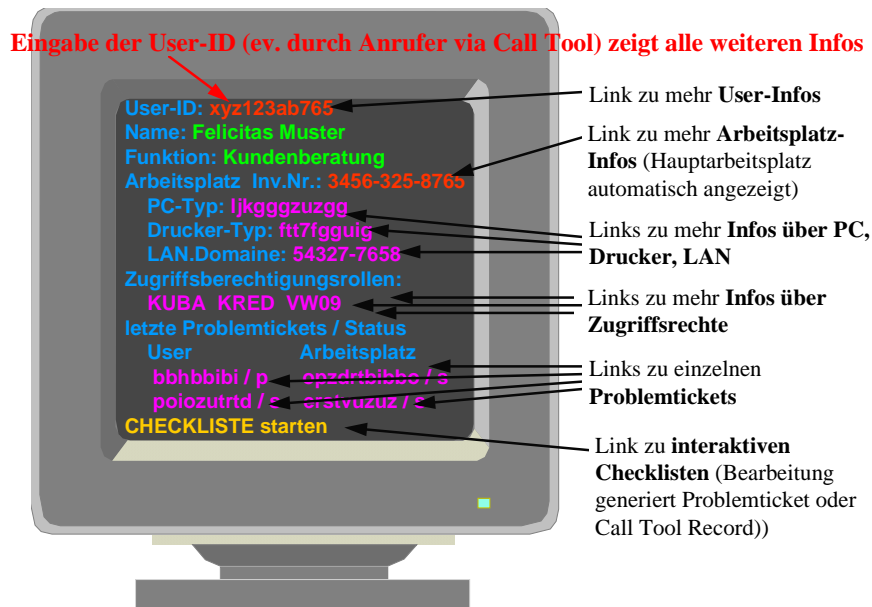 Eingabe der User-ID (ev. durch Anrufer via Call Tool) zeigt alle weiteren Infos
User-ID: xyz123ab765
Name: Felicitas Muster
Funktion: Kundenberatung
Arbeitsplatz Inv.Nr.: 3456-325-8765
PC-Typ: ljkgggzuzgg
Drucker-Typ: ftt7fgguig
LAN.Domaine: 54327-7658
Zugriffsberechtigungsrollen:
KUBA KRED VW09
letzte Problemtickets / Status
User Arbeitsplatz
bbhbbibi / p opzdrtbibbo / s
poiozutrtd / s erstvuzuz / s
CHECKLISTE starten
Link zu mehr User-Infos
Link zu mehr Arbeitsplatz-
Infos (Hauptarbeitsplatz
automatisch angezeigt)
Links zu mehr Infos über PC,
Drucker, LAN
Links zu mehr Infos über
Zugriffsrechte
Links zu einzelnen
Problemtickets
Link zu interaktiven
Checklisten (Bearbeitung
generiert Problemticket oder
Call Tool Record))